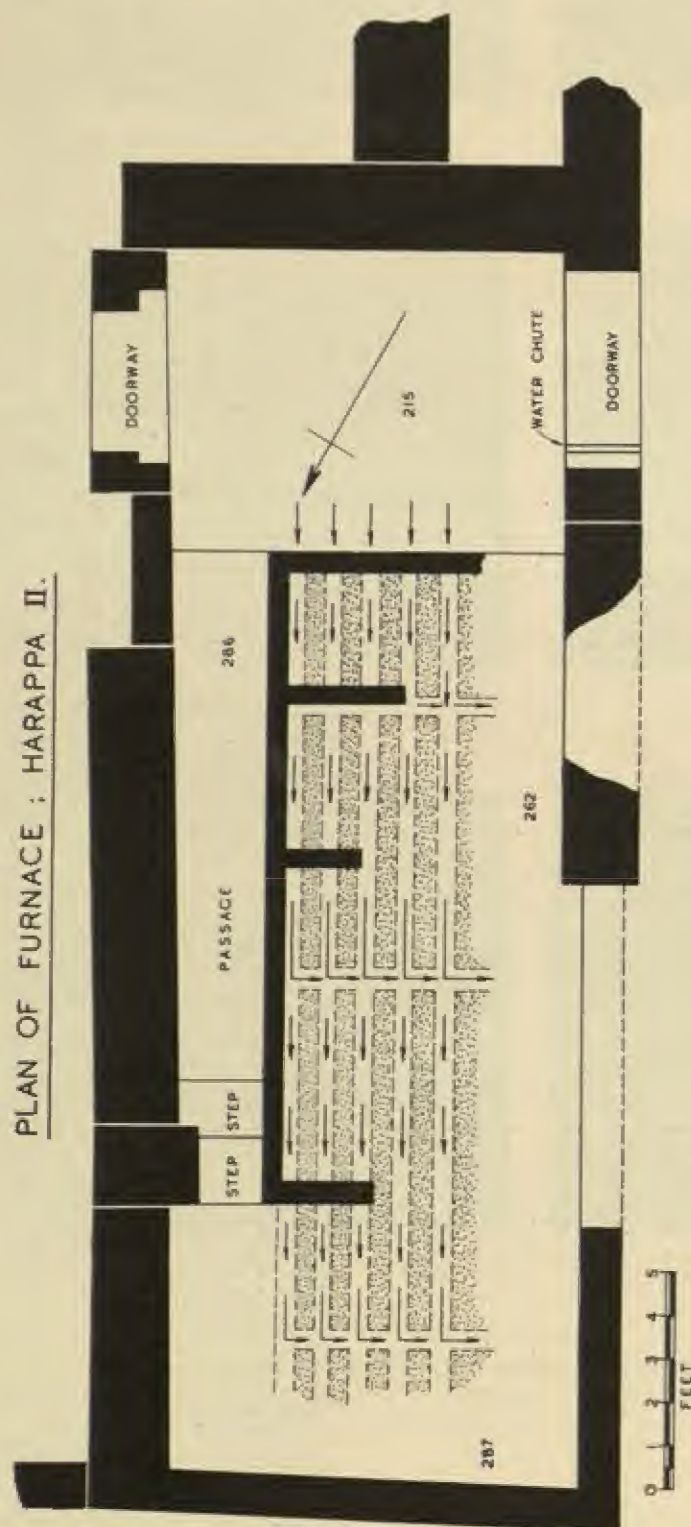 PLAN OF FURNACE : HARAPPA II.
DOORWAY
215
WATER CHUTE
DOORWAY
286
PASSAGE
262
STEP
STEP
287
0 1 2 3 4 5
FEET